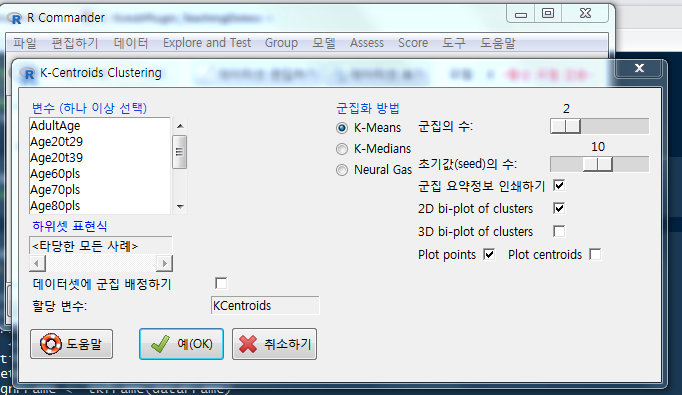 R Commander
파일 편집하기 데이터 Explore and Test Group 모델 Assess Score 도구 도움말
K-Centroids Clustering
변수 (하나 이상 선택)
AdultAge
Age20t29
Age20t39
Age60pls
Age70pls
Age80pls
하위셋 표현식
<타당한 모든 사례>
데이터셋에 군집 배정하기
할당 변수: KCentroids
군집화 방법
K-Means
K-Medians
Neural Gas
2
군집의 수:
10
초기값(seed)의 수:
군집 요약정보 인쇄하기
2D bi-plot of clusters
3D bi-plot of clusters
Plot points Plot centroids
도움말 예(OK) 취소하기